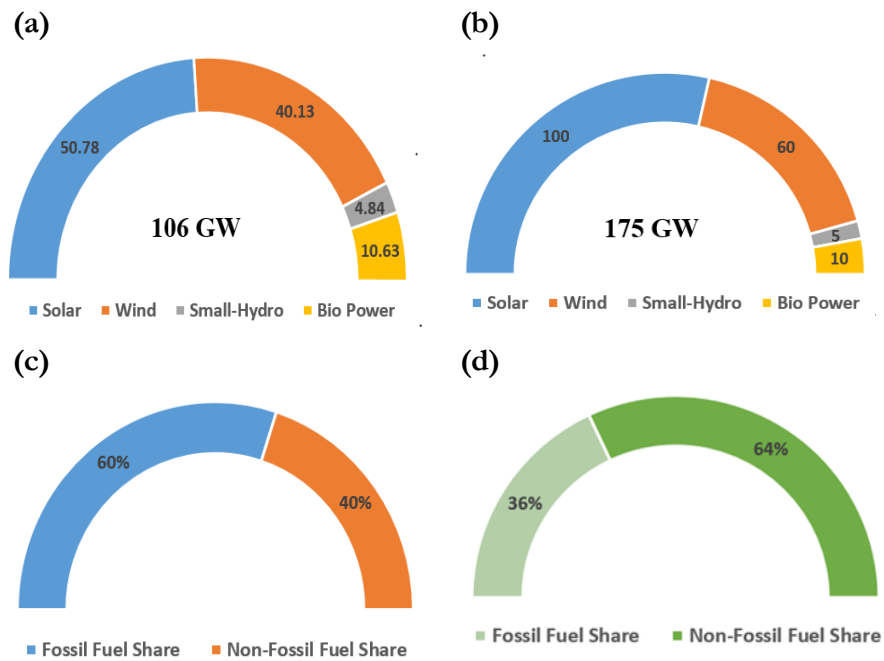 (a)
(b)
50.78
40.13
4.84
10.63
106 GW
100
60
5
10
175 GW
Solar Wind Small-Hydro Bio Power
Solar Wind Small-Hydro Bio Power
(c)
(d)
60%
40%
36%
64%
Fossil Fuel Share Non-Fossil Fuel Share
Fossil Fuel Share Non-Fossil Fuel Share